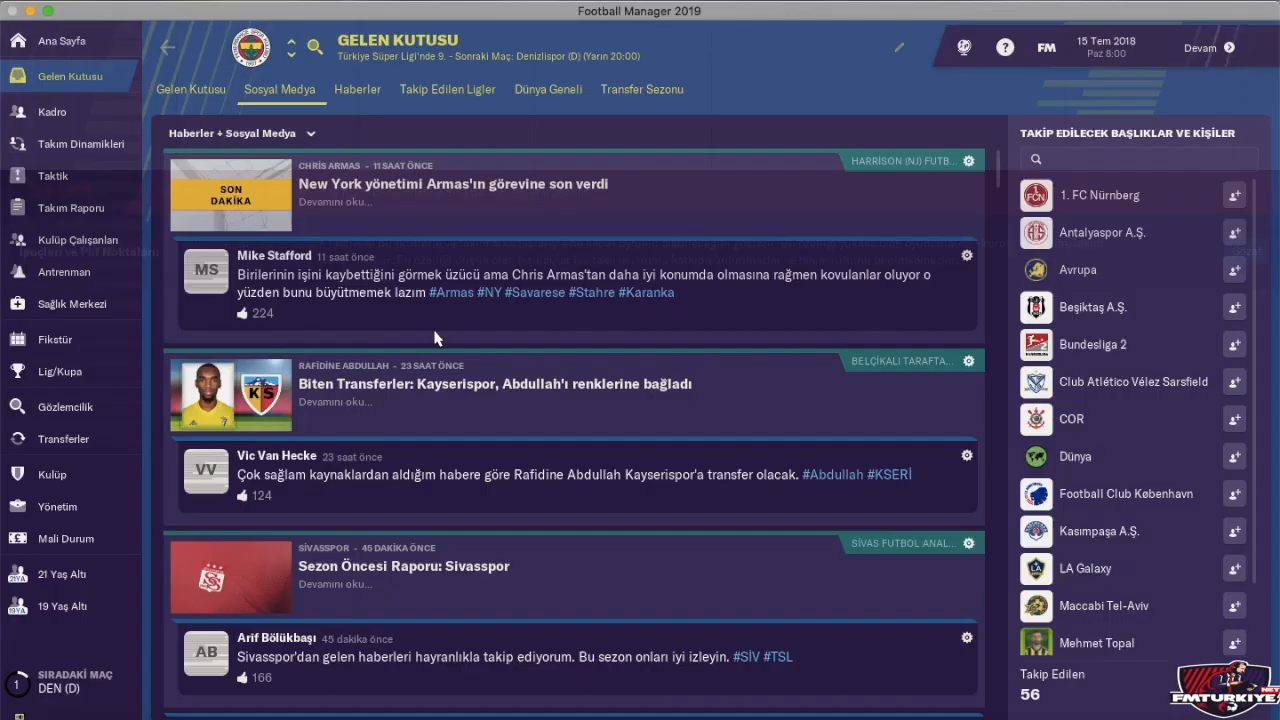 Football Manager 2019
Ana Sayfa
Gelen Kutusu
Kadro
Takım Dinamikleri
Taktik
Takım Raporu
Kulüp Çalışanları
Antrenman
Sağlık Merkezi
Fikstür
Lig/Kupa
Gözlemcilik
Transferler
Kulüp
Yönetim
Mali Durum
21YA
21 Yaş Altı
19YA
19 Yaş Altı
1
SIRADAKİ MAÇ
DEN (D)
GELEN KUTUSU
Türkiye Süper Ligi'nde 9. - Sonraki Maç: Denizlispor (D) (Yarın 20:00)
FM
15 Tem 2018
Paz 8:00
Devam
Gelen Kutusu
Sosyal Medya
Haberler
Takip Edilen Ligler
Dünya Geneli
Transfer Sezonu
Haberler + Sosyal Medya
SON
DAKİKA
CHRİS ARMAS - 11 SAAT ÖNCE
HARRİSON (NJ) FUTB...
New York yönetimi Armas'ın görevine son verdi
Devamını oku...
MS
Mike Stafford 11 saat önce
Birilerinin işini kaybettiğini görmek üzücü ama Chris Armas'tan daha iyi konumda olmasına rağmen kovulanlar oluyor o
yüzden bunu büyütmemek lazım #Armas #NY #Savarese #Stahre #Karanka
224
KS
RAFİDİNE ABDULLAH - 23 SAAT ÖNCE
BELÇİKALI TARAFTA...
Biten Transferler: Kayserispor, Abdullah'ı renklerine bağladı
Devamını oku...
VV
Vic Van Hecke 23 saat önce
Çok sağlam kaynaklardan aldığım habere göre Rafidine Abdullah Kayserispor'a transfer olacak. #Abdullah #KSERİ
124
SİVASSPOR - 45 DAKİKA ÖNCE
SİVAS FUTBOL ANAL...
Sezon Öncesi Raporu: Sivasspor
Devamını oku...
AB
Arif Bölükbaşı 45 dakika önce
Sivasspor'dan gelen haberleri hayranlıkla takip ediyorum. Bu sezon onları iyi izleyin. #SİV #TSL
166
TAKİP EDİLECEK BAŞLIKLAR VE KİŞİLER
1. FC Nürnberg
Antalyaspor A.Ş.
Avrupa
Beşiktaş A.Ş.
Bundesliga 2
Club Atlético Vélez Sarsfield
COR
Dünya
Football Club København
Kasımpaşa A.Ş.
LA Galaxy
Maccabi Tel-Aviv
Mehmet Topal
Takip Edilen
56
FMTURKIYE.NET